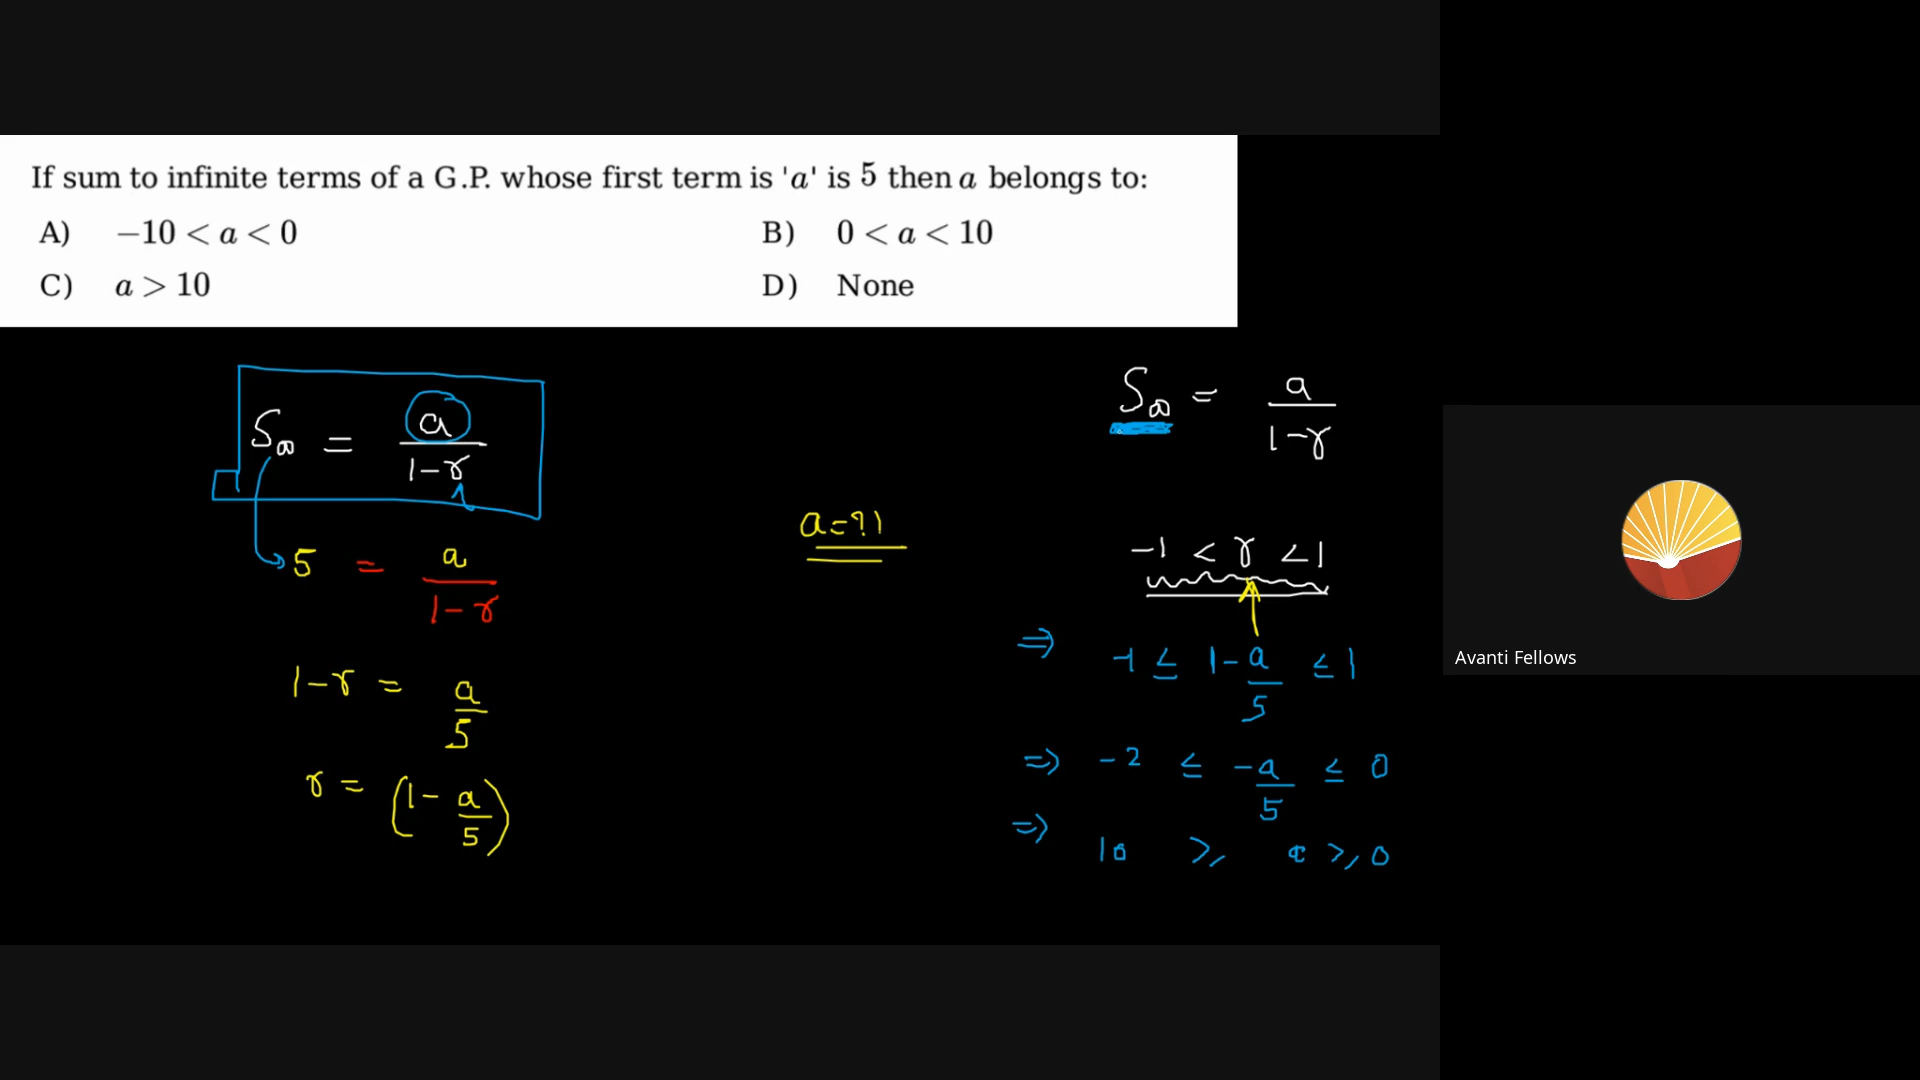 If sum to infinite terms of a G.P. whose first term is 'a' is 5 then a belongs to:
A) −10 < a < 0
B) 0 < a < 10
C) a > 10
D) None
S∞ = a/(1-r)
5 = a/(1-r)
1-r = a/5
r = (1 - a/5)
a = ?1
S∞ = a/(1-r)
-1 < r < 1
⇒ -1 ≤ 1 - a/5 ≤ 1
⇒ -2 ≤ -a/5 ≤ 0
⇒ 10 ≥ a ≥ 0
Avanti Fellows